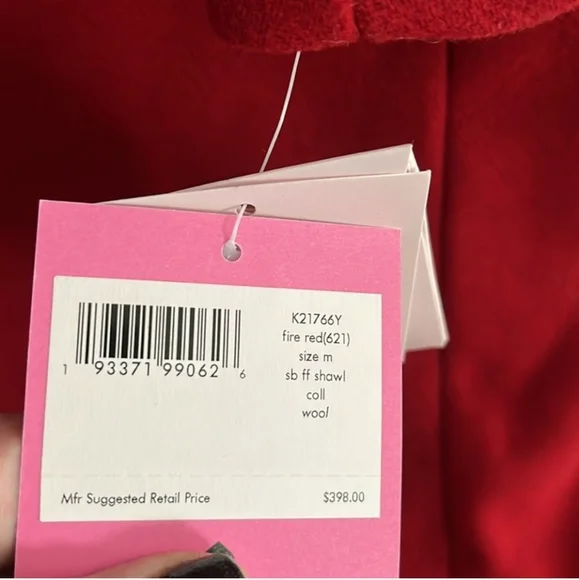 K21766Y
fire red(621)
size m
sb ff shawl
coll
wool
1 93371 99062 6
Mfr Suggested Retail Price $398.00